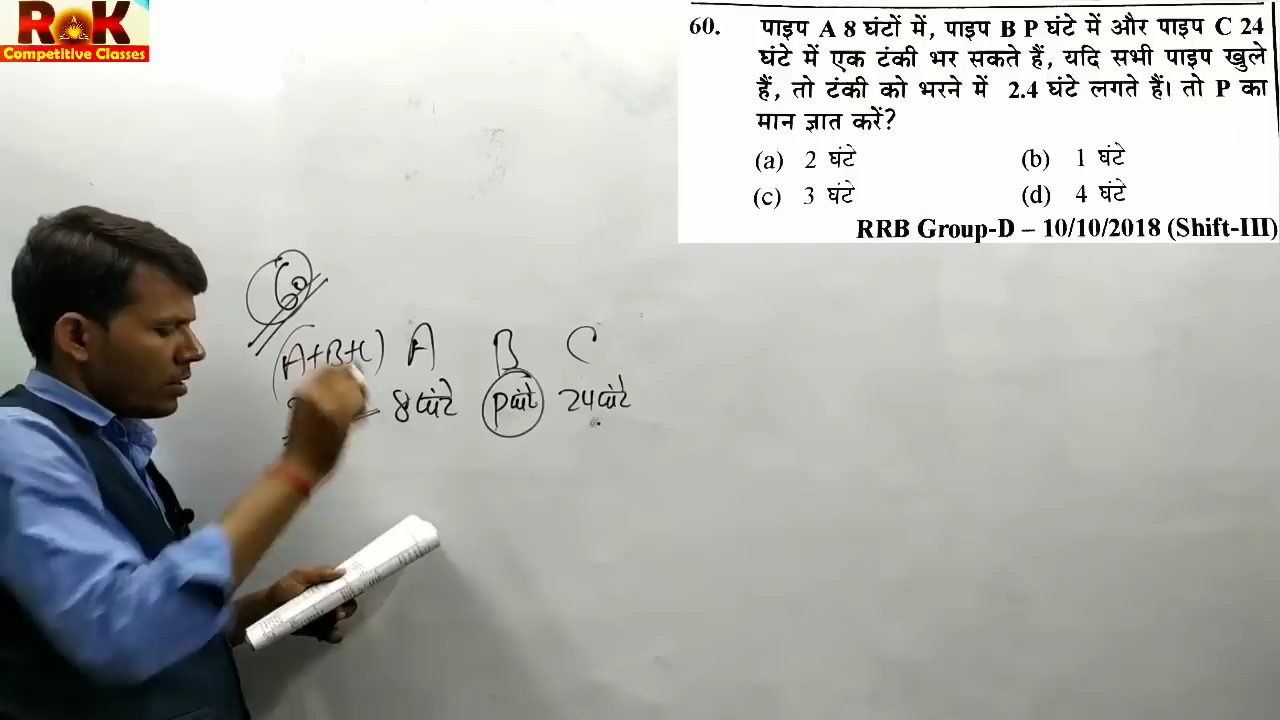 ROK
Competitive Classes
60. पाइप A 8 घंटों में, पाइप B P घंटे में और पाइप C 24
घंटे में एक टंकी भर सकते हैं, यदि सभी पाइप खुले
हैं, तो टंकी को भरने में 2.4 घंटे लगते हैं। तो P का
मान ज्ञात करें?
(a) 2 घंटे (b) 1 घंटे
(c) 3 घंटे (d) 4 घंटे
RRB Group-D – 10/10/2018 (Shift-III)
60
(A+B+C) A B C
8 घंटे P घंटे 24 घंटे